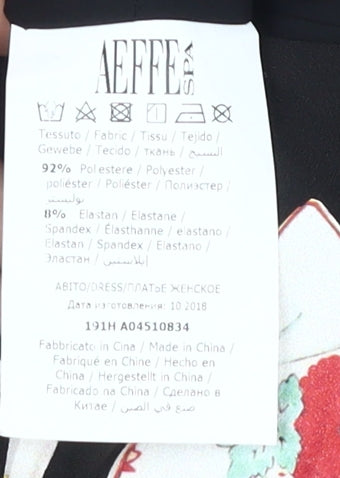 AEFFE SPA
Tessuto / Fabric / Tissu / Tejido /
Gewebe / Tecido / ткань / النسيج
92% Poliestere / Polyester /
poliéster / Poliéster / Полиэстер /
بوليستر
8% Elastan / Elastane /
Spandex / Élasthanne / elastano /
Elastan / Spandex / Elastano /
Эластан / إيلاستين
ABITO/DRESS/ПЛАТЬЕ ЖЕНСКОЕ
Дата изготовления: 10.2018
191H A04510834
Fabbricato in Cina / Made in China /
Fabriqué en Chine / Hecho en
China / Hergestellt in China /
Fabricado na China / Сделано в
Китае / صنع في الصين